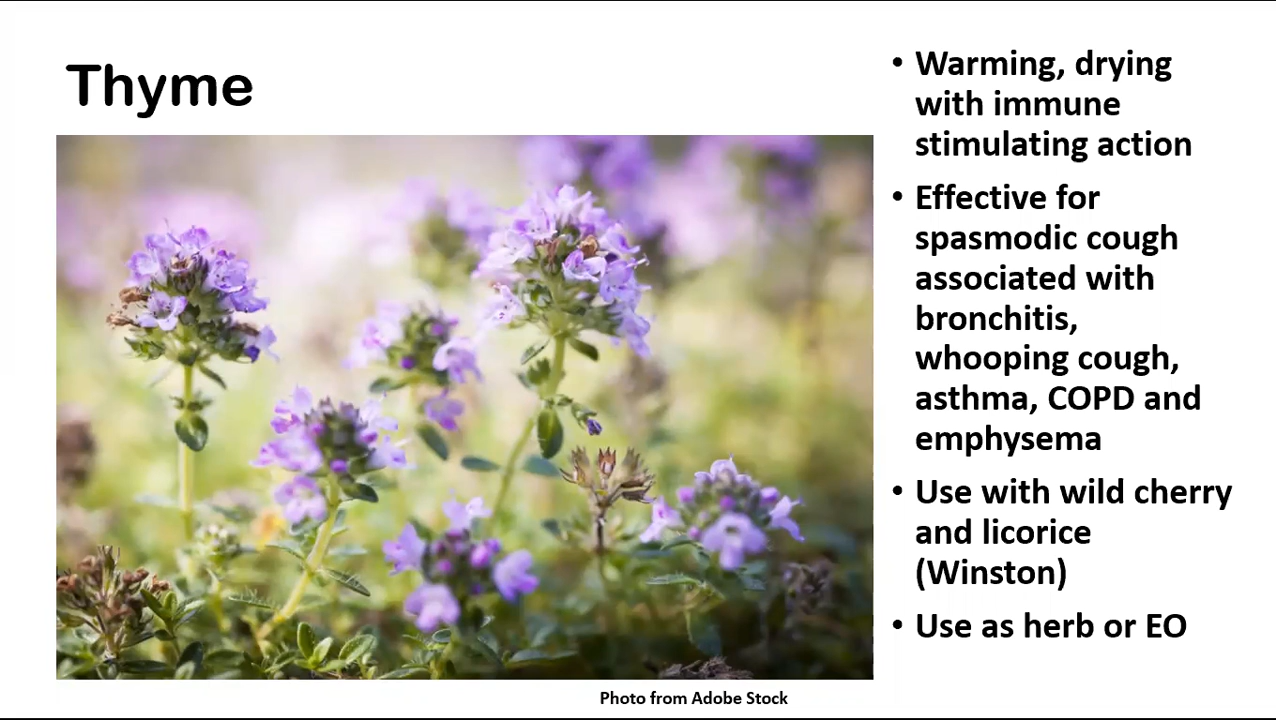 Thyme
• Warming, drying
with immune
stimulating action
• Effective for
spasmodic cough
associated with
bronchitis,
whooping cough,
asthma, COPD and
emphysema
• Use with wild cherry
and licorice
(Winston)
• Use as herb or EO
Photo from Adobe Stock